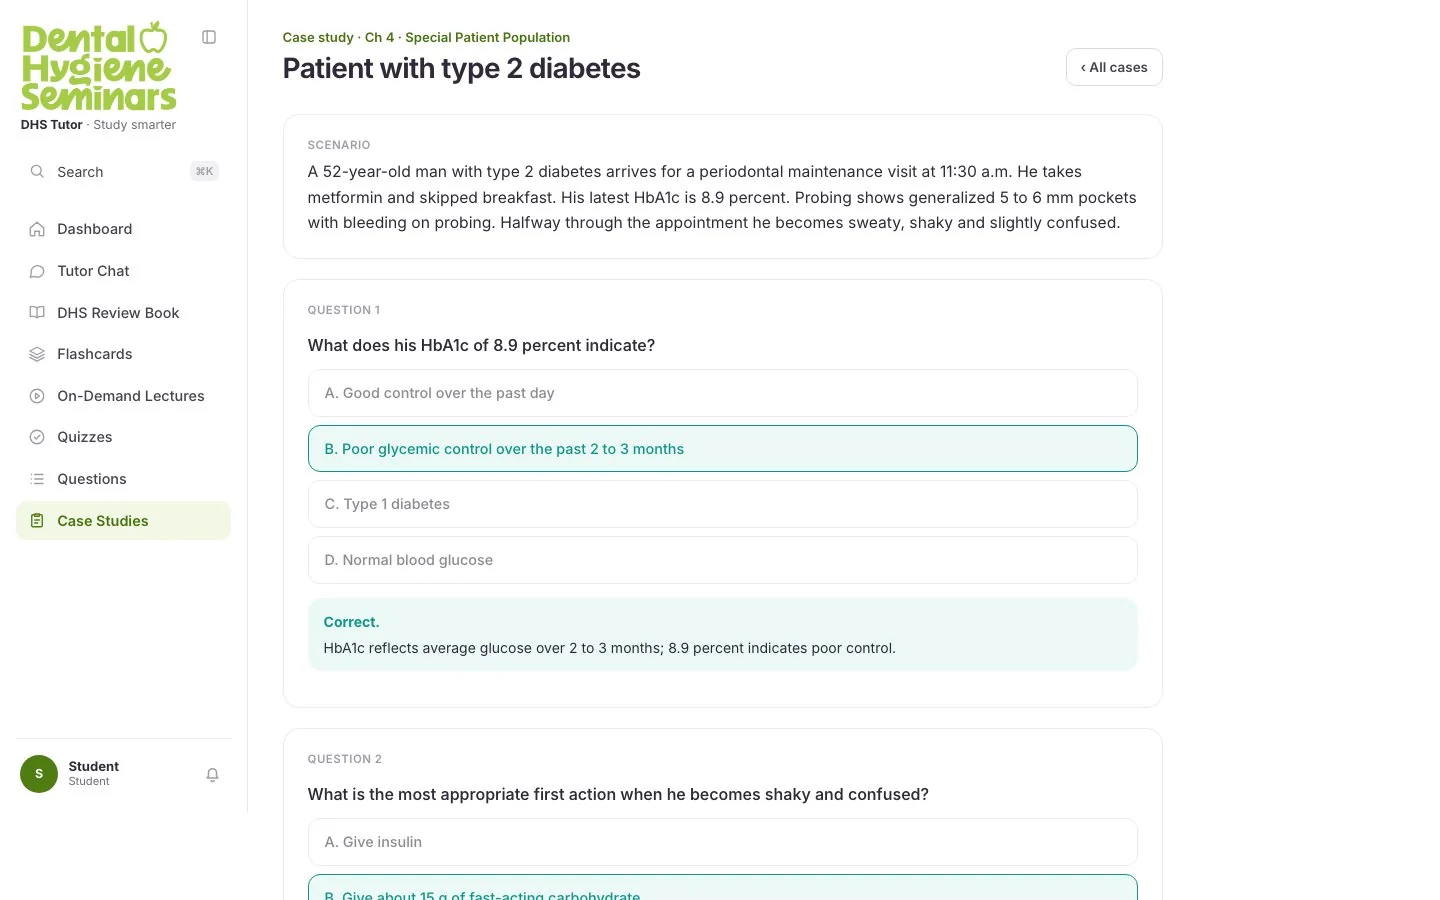 Dental
Hygiene
Seminars
DHS Tutor · Study smarter
Search ⌘K
Dashboard
Tutor Chat
DHS Review Book
Flashcards
On-Demand Lectures
Quizzes
Questions
Case Studies
S
Student
Student
Case study · Ch 4 · Special Patient Population
Patient with type 2 diabetes
‹ All cases
SCENARIO
A 52-year-old man with type 2 diabetes arrives for a periodontal maintenance visit at 11:30 a.m. He takes
metformin and skipped breakfast. His latest HbA1c is 8.9 percent. Probing shows generalized 5 to 6 mm pockets
with bleeding on probing. Halfway through the appointment he becomes sweaty, shaky and slightly confused.
QUESTION 1
What does his HbA1c of 8.9 percent indicate?
A. Good control over the past day
B. Poor glycemic control over the past 2 to 3 months
C. Type 1 diabetes
D. Normal blood glucose
Correct.
HbA1c reflects average glucose over 2 to 3 months; 8.9 percent indicates poor control.
QUESTION 2
What is the most appropriate first action when he becomes shaky and confused?
A. Give insulin
B. Give about 15 g of fast-acting carbohydrate